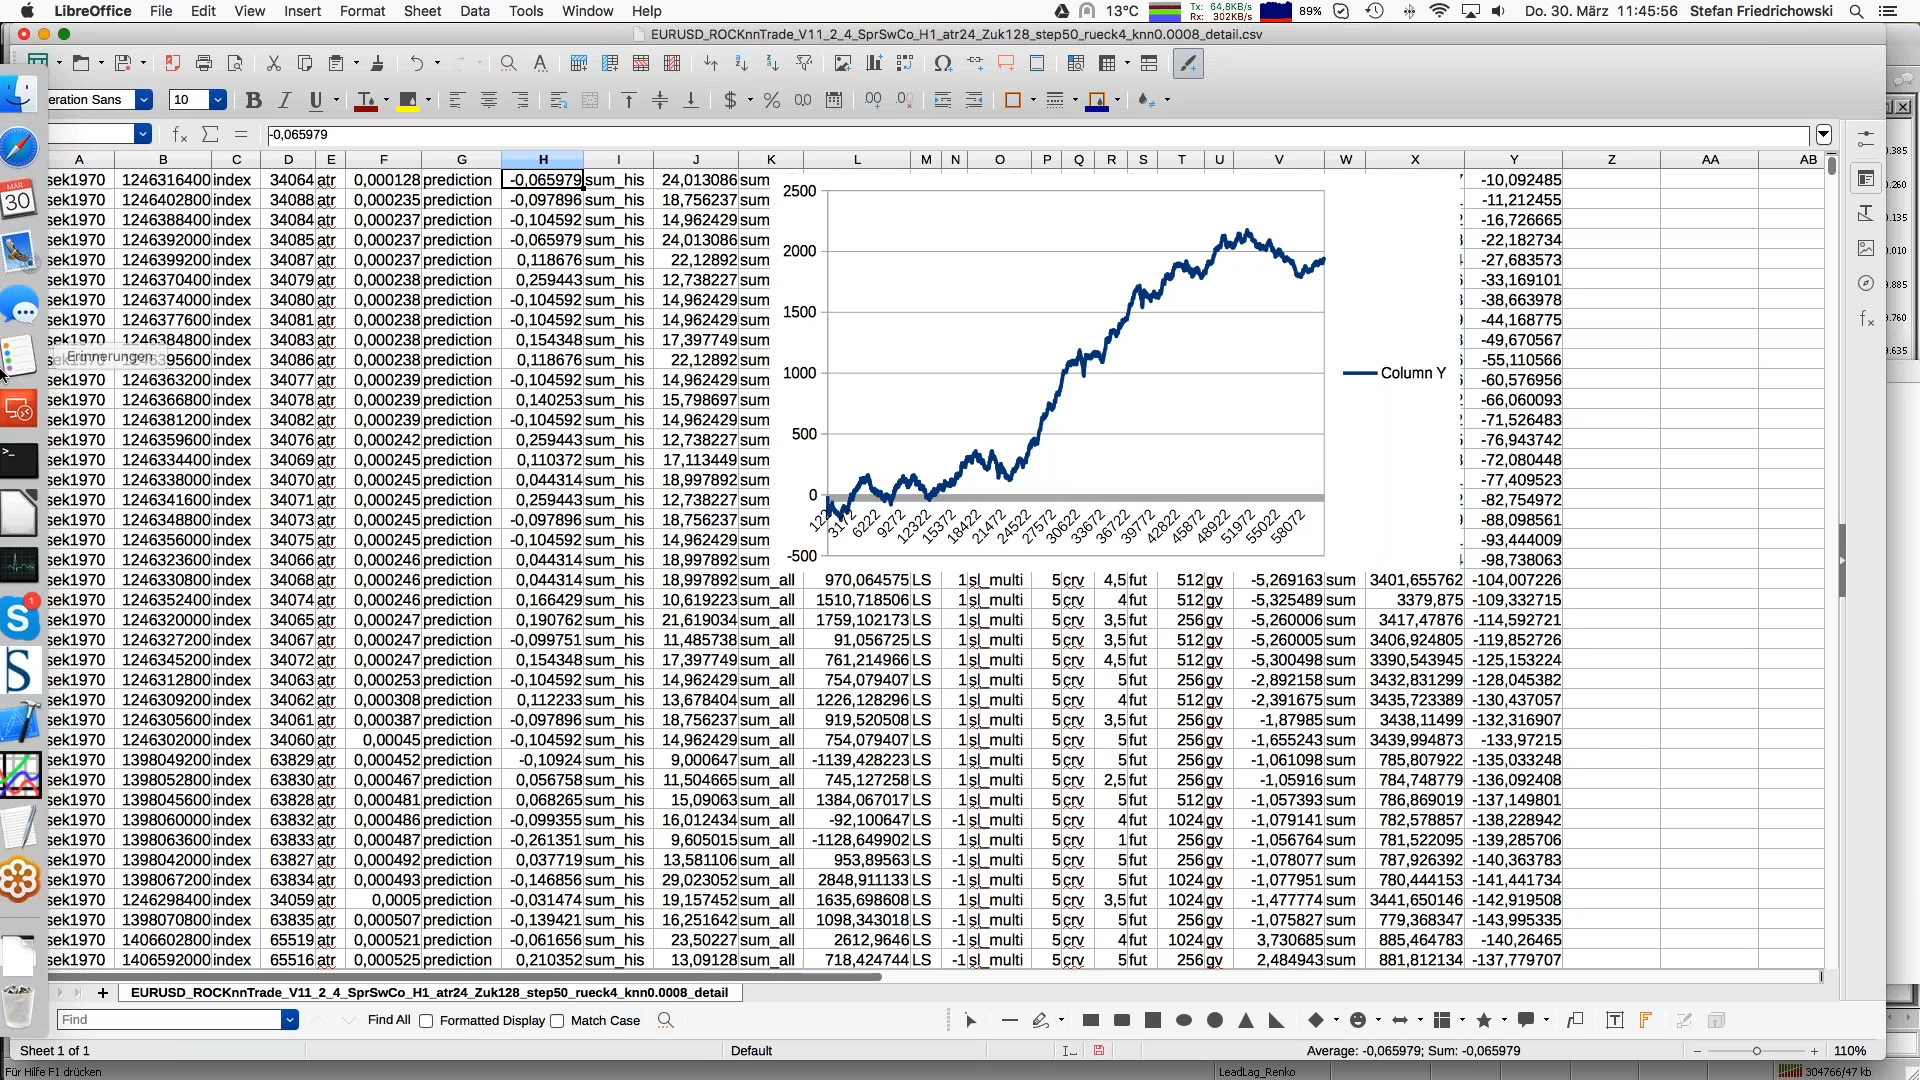 LibreOffice File Edit View Insert Format Sheet Data Tools Window Help 13°C Tx: 64,8KB/s Rx: 302KB/s 89% Do. 30. März 11:45:56 Stefan Friedrichowski
EURUSD_ROCKnnTrade_V11_2_4_SprSwCo_H1_atr24_Zuk128_step50_rueck4_knn0.0008_detail.csv
eration Sans 10
-0,065979
A B C D E F G H I J K L M N O P Q R S T U V W X Y Z AA AB
sek1970 1246316400 index 34064 atr 0,000128 prediction -0,065979 sum_his 24,013086 sum -10,092485
sek1970 1246402800 index 34088 atr 0,000235 prediction -0,097896 sum_his 18,756237 sum -11,212455
sek1970 1246388400 index 34084 atr 0,000237 prediction -0,104592 sum_his 14,962429 sum -16,726665
sek1970 1246392000 index 34085 atr 0,000237 prediction -0,065979 sum_his 24,013086 sum -22,182734
sek1970 1246399200 index 34087 atr 0,000237 prediction 0,118676 sum_his 22,12892 sum -27,683573
sek1970 1246370400 index 34079 atr 0,000238 prediction 0,259443 sum_his 12,738227 sum -33,169101
sek1970 1246374000 index 34080 atr 0,000238 prediction -0,104592 sum_his 14,962429 sum -38,663978
sek1970 1246377600 index 34081 atr 0,000238 prediction -0,104592 sum_his 14,962429 sum -44,168775
sek1970 1246384800 index 34083 atr 0,000238 prediction 0,154348 sum_his 17,397749 sum -49,670567
Erinnerungen 95600 index 34086 atr 0,000238 prediction 0,118676 sum_his 22,12892 sum -55,110566
sek1970 1246363200 index 34077 atr 0,000239 prediction -0,104592 sum_his 14,962429 sum -60,576956
sek1970 1246366800 index 34078 atr 0,000239 prediction 0,140253 sum_his 15,798697 sum -66,060093
sek1970 1246381200 index 34082 atr 0,000239 prediction -0,104592 sum_his 14,962429 sum -71,526483
sek1970 1246359600 index 34076 atr 0,000242 prediction 0,259443 sum_his 12,738227 sum -76,943742
sek1970 1246334400 index 34069 atr 0,000245 prediction 0,110372 sum_his 17,113449 sum -72,080448
sek1970 1246338000 index 34070 atr 0,000245 prediction 0,044314 sum_his 18,997892 sum -77,409523
sek1970 1246341600 index 34071 atr 0,000245 prediction 0,259443 sum_his 12,738227 sum -82,754972
sek1970 1246348800 index 34073 atr 0,000245 prediction -0,097896 sum_his 18,756237 sum -88,098561
sek1970 1246356000 index 34075 atr 0,000245 prediction -0,104592 sum_his 14,962429 sum -93,444009
sek1970 1246323600 index 34066 atr 0,000246 prediction 0,044314 sum_his 18,997892 sum -98,738063
sek1970 1246330800 index 34068 atr 0,000246 prediction 0,044314 sum_his 18,997892 sum_all 970,064575 LS 1 sl_multi 5 crv 4,5 fut 512 gv -5,269163 sum 3401,655762 -104,007226
sek1970 1246352400 index 34074 atr 0,000246 prediction 0,166429 sum_his 10,619223 sum_all 1510,718506 LS 1 sl_multi 5 crv 4 fut 512 gv -5,325489 sum 3379,875 -109,332715
sek1970 1246320000 index 34065 atr 0,000247 prediction 0,190762 sum_his 21,619034 sum_all 1759,102173 LS 1 sl_multi 5 crv 3,5 fut 256 gv -5,260006 sum 3417,47876 -114,592721
sek1970 1246327200 index 34067 atr 0,000247 prediction -0,099751 sum_his 11,485738 sum_all 91,056725 LS 1 sl_multi 5 crv 3,5 fut 512 gv -5,260005 sum 3406,924805 -119,852726
sek1970 1246345200 index 34072 atr 0,000247 prediction 0,154348 sum_his 17,397749 sum_all 761,214966 LS 1 sl_multi 5 crv 4,5 fut 512 gv -5,300498 sum 3390,543945 -125,153224
sek1970 1246312800 index 34063 atr 0,000253 prediction -0,104592 sum_his 14,962429 sum_all 754,079407 LS 1 sl_multi 5 crv 5 fut 256 gv -2,892158 sum 3432,831299 -128,045382
sek1970 1246309200 index 34062 atr 0,000308 prediction 0,112233 sum_his 13,678404 sum_all 1226,128296 LS 1 sl_multi 5 crv 4 fut 512 gv -2,391675 sum 3435,723389 -130,437057
sek1970 1246305600 index 34061 atr 0,000387 prediction -0,097896 sum_his 18,756237 sum_all 919,520508 LS 1 sl_multi 5 crv 3,5 fut 256 gv -1,87985 sum 3438,11499 -132,316907
sek1970 1246302000 index 34060 atr 0,00045 prediction -0,104592 sum_his 14,962429 sum_all 754,079407 LS 1 sl_multi 5 crv 5 fut 256 gv -1,655243 sum 3439,994873 -133,97215
sek1970 1398049200 index 63829 atr 0,000452 prediction -0,10924 sum_his 9,000647 sum_all -1139,428223 LS 1 sl_multi 5 crv 5 fut 256 gv -1,061098 sum 785,807922 -135,033248
sek1970 1398052800 index 63830 atr 0,000467 prediction 0,056758 sum_his 11,504665 sum_all 745,127258 LS 1 sl_multi 5 crv 2,5 fut 256 gv -1,05916 sum 784,748779 -136,092408
sek1970 1398045600 index 63828 atr 0,000481 prediction 0,068265 sum_his 15,09063 sum_all 1384,067017 LS 1 sl_multi 5 crv 5 fut 512 gv -1,057393 sum 786,869019 -137,149801
sek1970 1398060000 index 63832 atr 0,000486 prediction -0,099355 sum_his 16,012434 sum_all -92,100647 LS -1 sl_multi 5 crv 4 fut 1024 gv -1,079141 sum 782,578857 -138,228942
sek1970 1398063600 index 63833 atr 0,000487 prediction -0,261351 sum_his 9,605015 sum_all -1128,649902 LS 1 sl_multi 5 crv 1 fut 256 gv -1,056764 sum 781,522095 -139,285706
sek1970 1398042000 index 63827 atr 0,000492 prediction 0,037719 sum_his 13,581106 sum_all 953,89563 LS -1 sl_multi 5 crv 5 fut 256 gv -1,078077 sum 787,926392 -140,363783
sek1970 1398067200 index 63834 atr 0,000493 prediction -0,146856 sum_his 29,023052 sum_all 2848,911133 LS -1 sl_multi 5 crv 5 fut 1024 gv -1,077951 sum 780,444153 -141,441734
sek1970 1246298400 index 34059 atr 0,0005 prediction -0,031474 sum_his 19,157452 sum_all 1635,698608 LS 1 sl_multi 5 crv 3,5 fut 1024 gv -1,477774 sum 3441,650146 -142,919508
sek1970 1398070800 index 63835 atr 0,000507 prediction -0,139421 sum_his 16,251642 sum_all 1098,343018 LS -1 sl_multi 5 crv 5 fut 256 gv -1,075827 sum 779,368347 -143,995335
sek1970 1406602800 index 65519 atr 0,000521 prediction -0,061656 sum_his 23,50227 sum_all 2612,9646 LS -1 sl_multi 5 crv 4 fut 1024 gv 3,730685 sum 885,464783 -140,26465
sek1970 1406592000 index 65516 atr 0,000525 prediction 0,210352 sum_his 13,09128 sum_all 718,424744 LS -1 sl_multi 5 crv 5 fut 256 gv 2,484943 sum 881,812134 -137,779707
2500
2000
1500
1000
500
0
-500
3172 6222 9272 12322 15372 18422 21472 24522 27572 30622 33672 36722 39772 42822 45872 48922 51972 55022 58072
Column Y
MÄR
30
1
EURUSD_ROCKnnTrade_V11_2_4_SprSwCo_H1_atr24_Zuk128_step50_rueck4_knn0.0008_detail
Find Find All Formatted Display Match Case
Sheet 1 of 1 Default Average: -0,065979; Sum: -0,065979 110%
Für Hilfe F1 drücken LeadLag_Renko 304766/47 kb